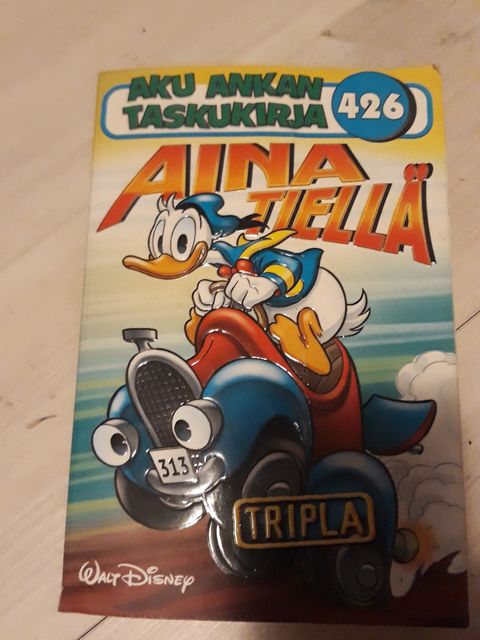 AKU ANKAN
TASKUKIRJA
426
AINA
TIELLÄ
313
TRIPLA
WALT DISNEY